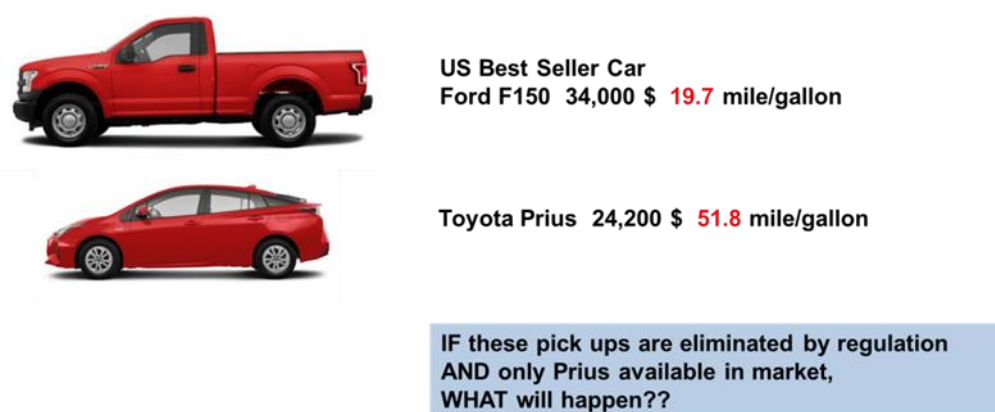 US Best Seller Car
Ford F150 34,000 $ 19.7 mile/gallon
Toyota Prius 24,200 $ 51.8 mile/gallon
IF these pick ups are eliminated by regulation
AND only Prius available in market,
WHAT will happen??